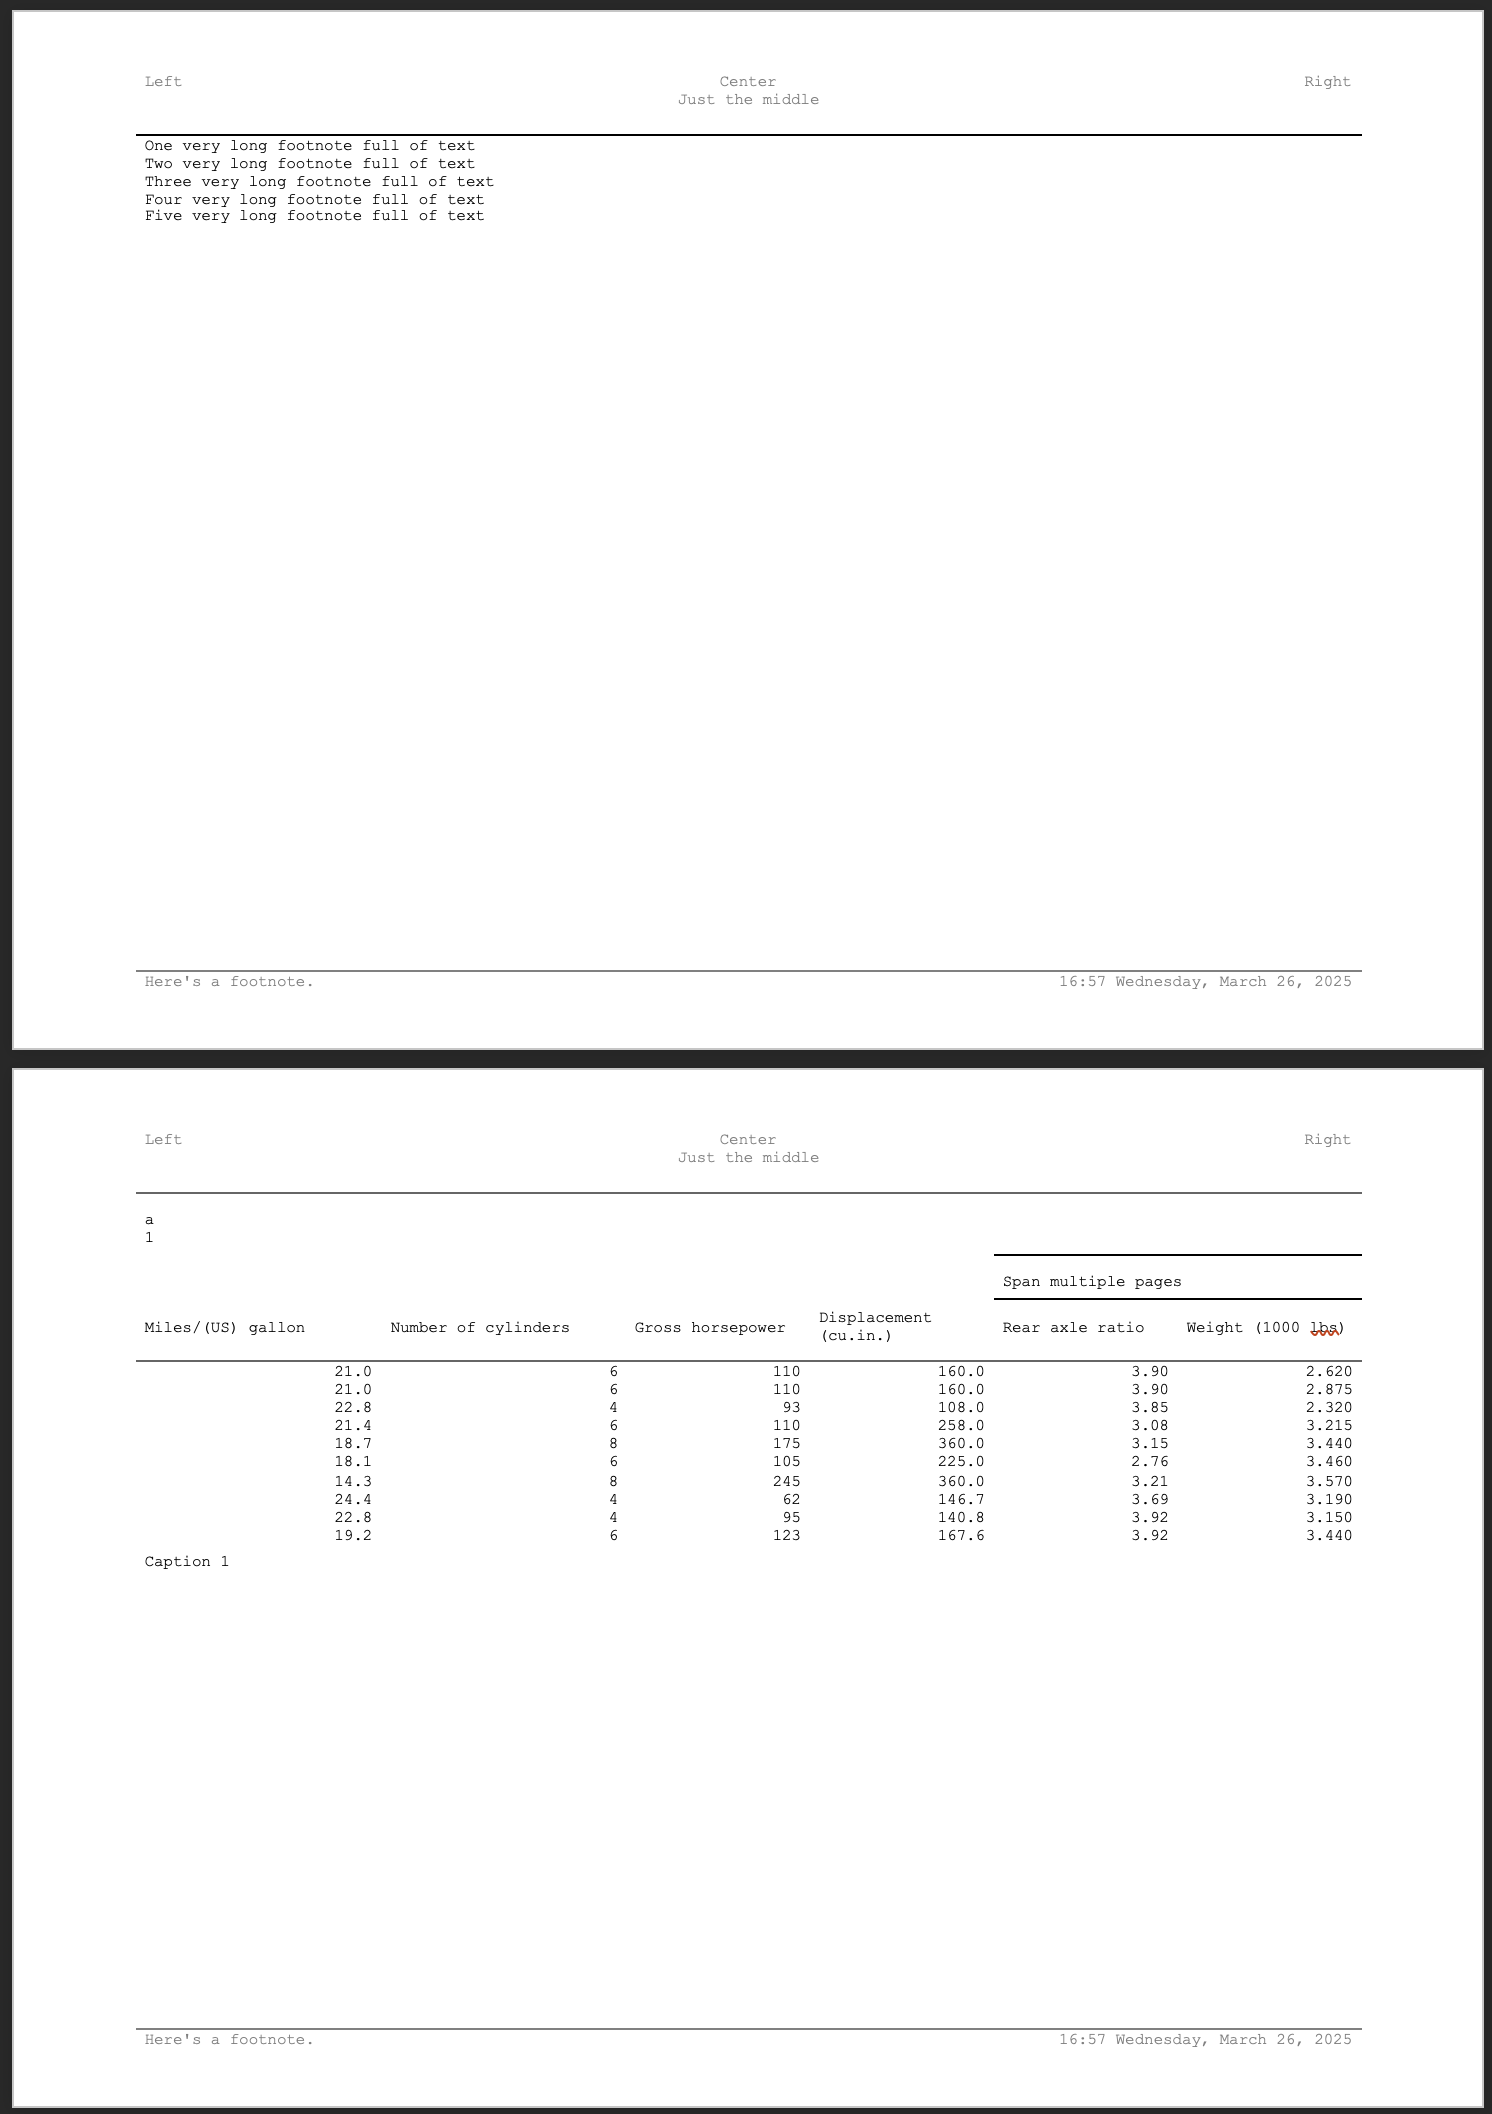 Left Center Right
Just the middle
One very long footnote full of text
Two very long footnote full of text
Three very long footnote full of text
Four very long footnote full of text
Five very long footnote full of text
Here's a footnote. 16:57 Wednesday, March 26, 2025
Left Center Right
Just the middle
a
1
Span multiple pages
Miles/(US) gallon Number of cylinders Gross horsepower Displacement (cu.in.) Rear axle ratio Weight (1000 lbs)
21.0 6 110 160.0 3.90 2.620
21.0 6 110 160.0 3.90 2.875
22.8 4 93 108.0 3.85 2.320
21.4 6 110 258.0 3.08 3.215
18.7 8 175 360.0 3.15 3.440
18.1 6 105 225.0 2.76 3.460
14.3 8 245 360.0 3.21 3.570
24.4 4 62 146.7 3.69 3.190
22.8 4 95 140.8 3.92 3.150
19.2 6 123 167.6 3.92 3.440
Caption 1
Here's a footnote. 16:57 Wednesday, March 26, 2025